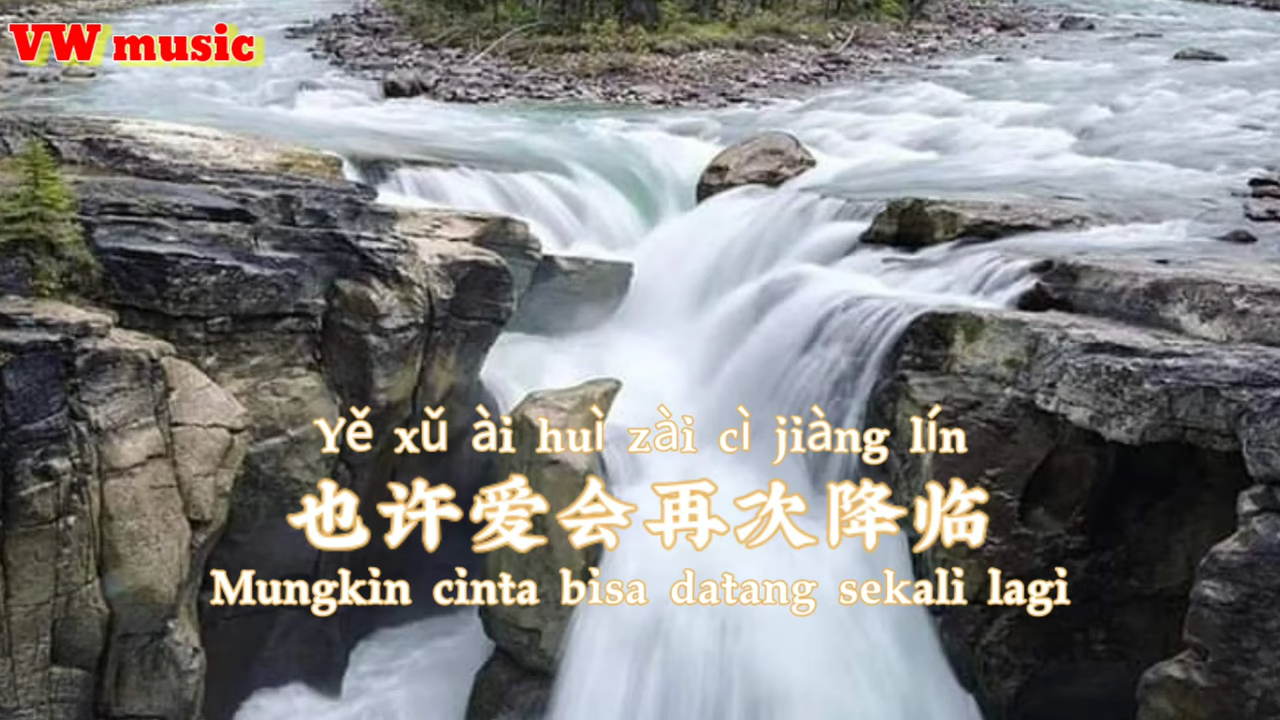 VW music
Yě xǔ ài huì zài cì jiàng lín
也许爱会再次降临
Mungkin cinta bisa datang sekali lagi